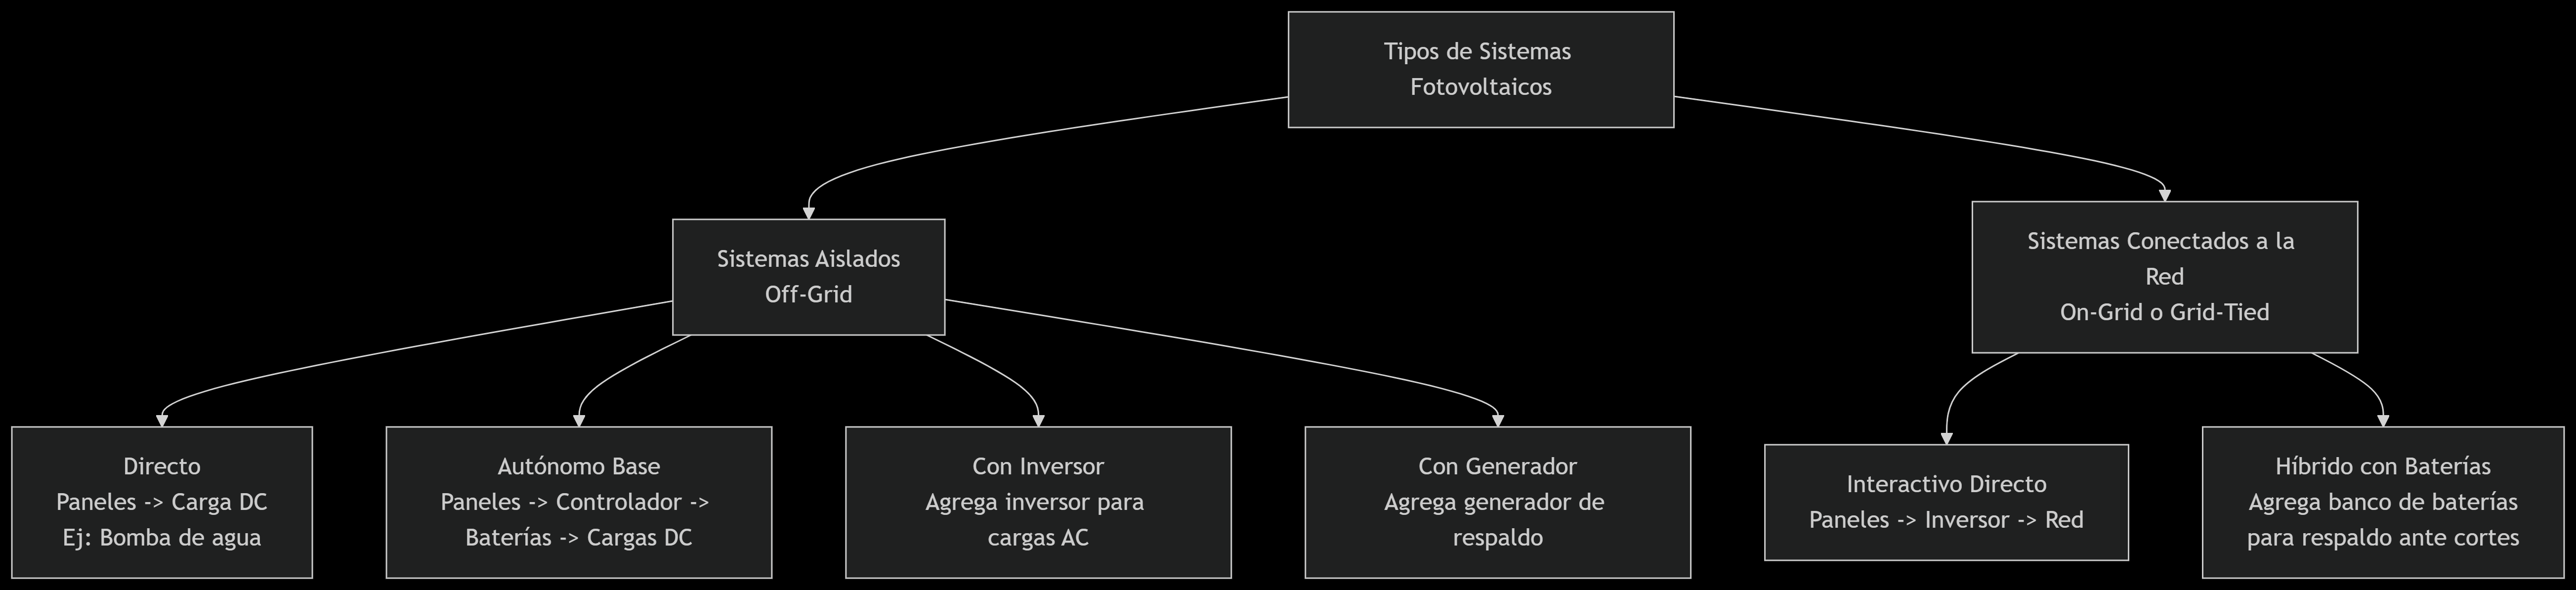 Tipos de Sistemas
Fotovoltaicos
Sistemas Aislados
Off-Grid
Sistemas Conectados a la
Red
On-Grid o Grid-Tied
Directo
Paneles -> Carga DC
Ej: Bomba de agua
Autónomo Base
Paneles -> Controlador ->
Baterías -> Cargas DC
Con Inversor
Agrega inversor para
cargas AC
Con Generador
Agrega generador de
respaldo
Interactivo Directo
Paneles -> Inversor -> Red
Híbrido con Baterías
Agrega banco de baterías
para respaldo ante cortes